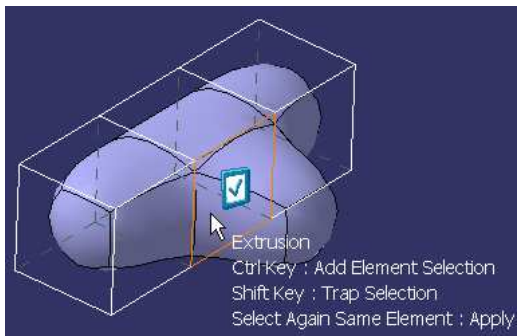 Extrusion
Ctrl Key : Add Element Selection
Shift Key : Trap Selection
Select Again Same Element : Apply